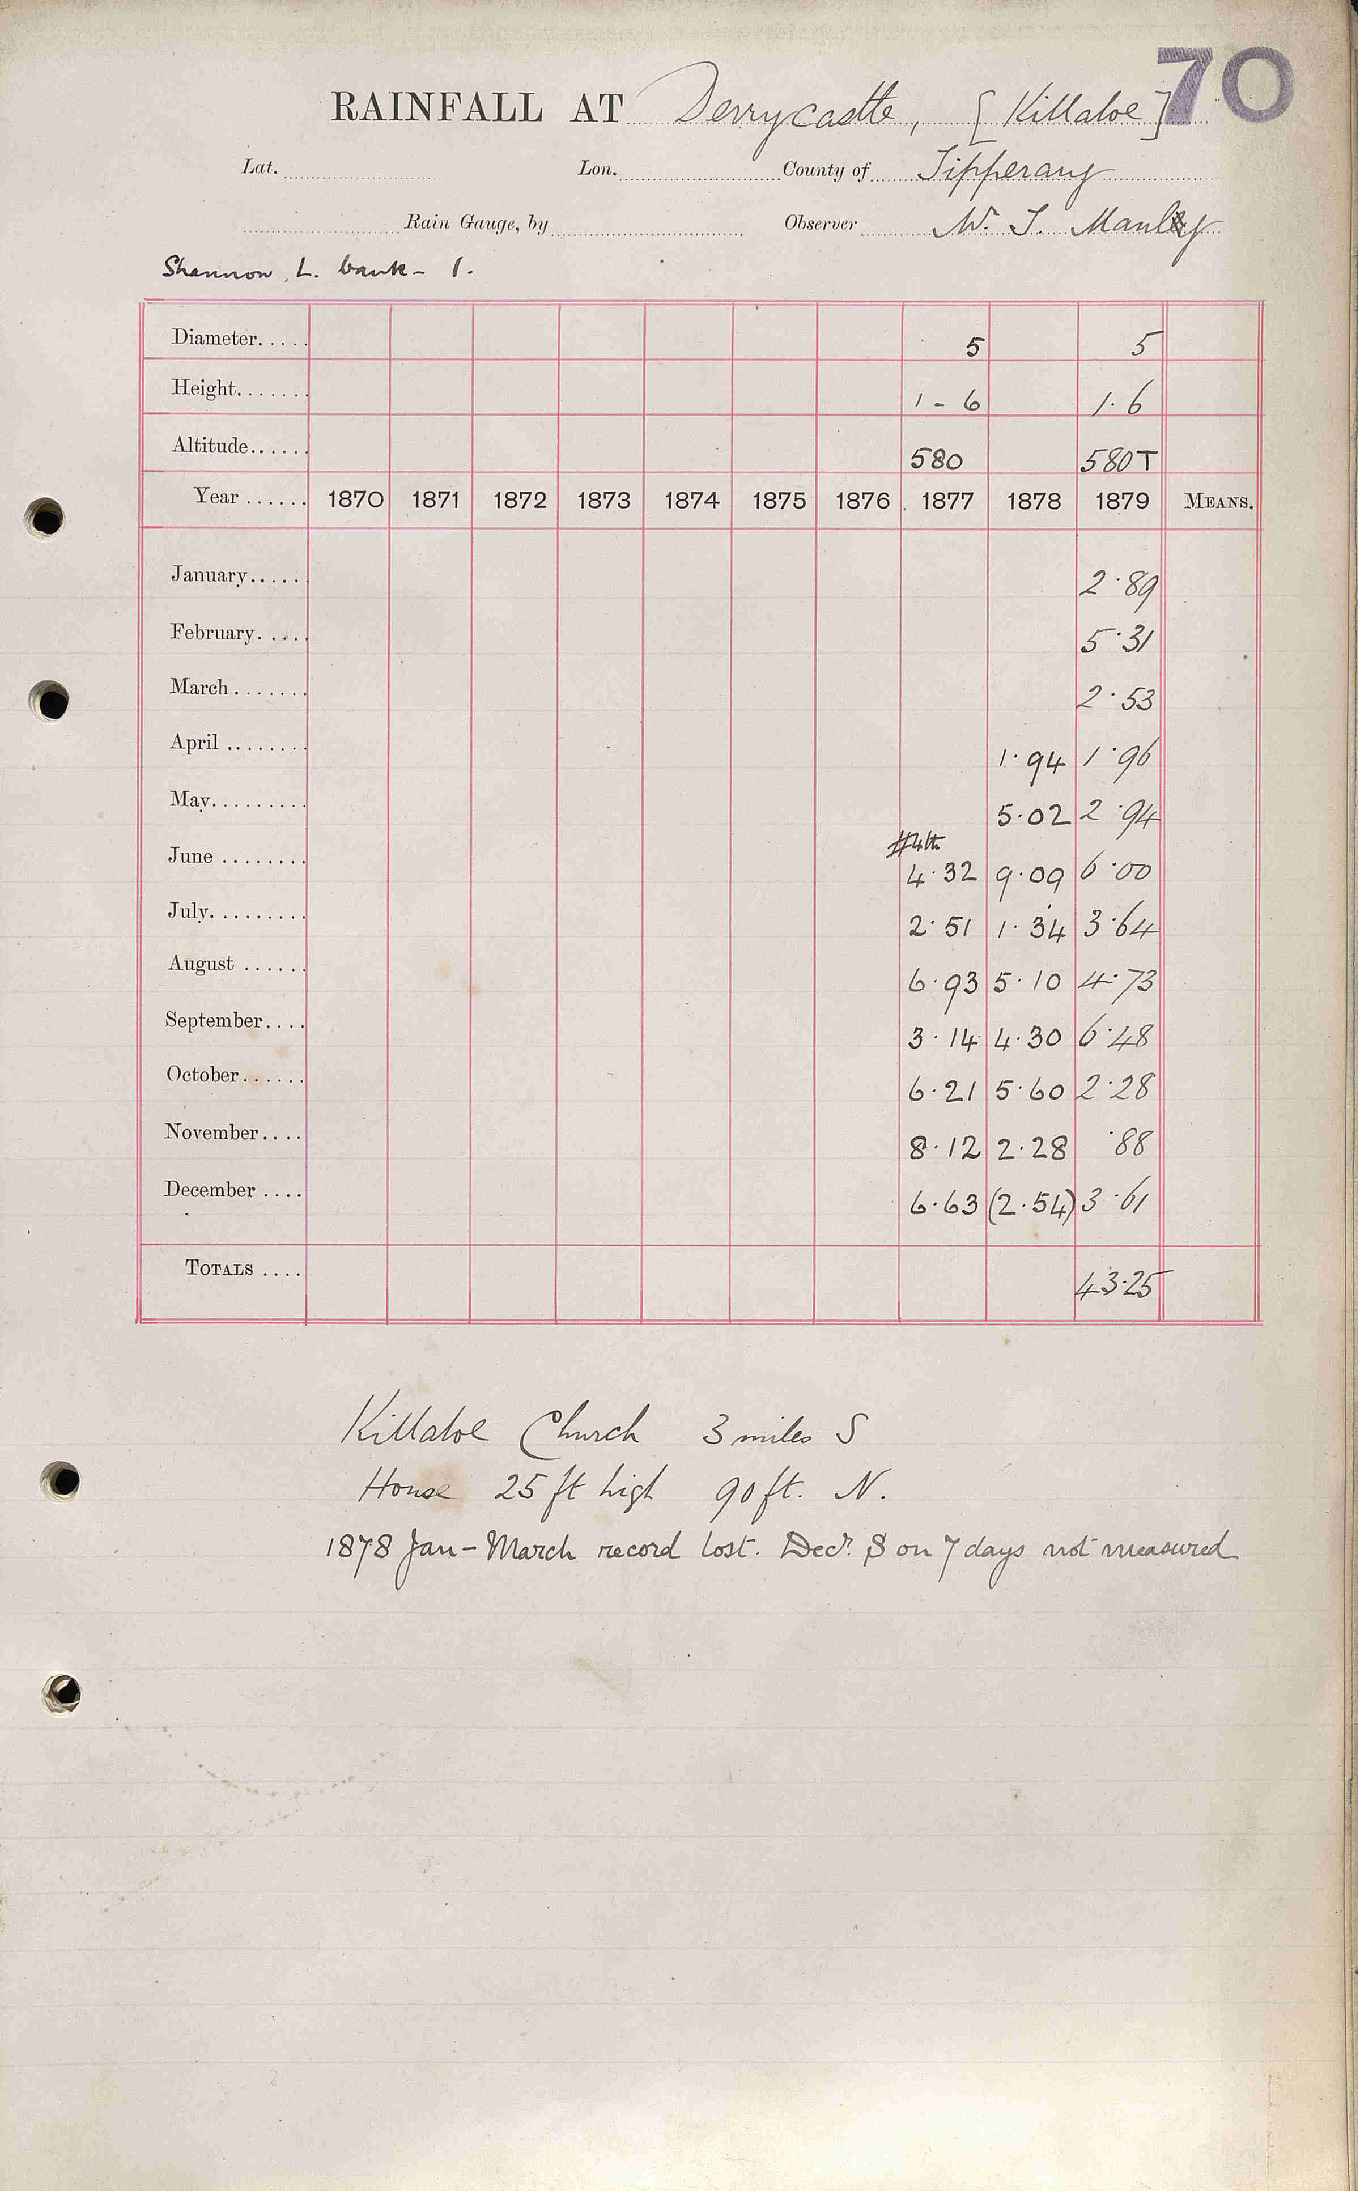 70
RAINFALL AT Derrycastle, [Killaloe]
Lat. Lon. County of Tipperary
Rain Gauge, by Observer W. J. Manley
Shannon, L. bank - 1.
Diameter..... 5 5
Height....... 1 - 6 1.6
Altitude...... 580 580T
Year ...... 1870 1871 1872 1873 1874 1875 1876 1877 1878 1879 MEANS.
January..... 2.89
February..... 5.31
March....... 2.53
April ........ 1.94 1.96
May......... 5.02 2.94
4th
June ........ 4.32 9.09 6.00
July......... 2.51 1.34 3.64
August ...... 6.93 5.10 4.73
September.... 3.14 4.30 6.48
October...... 6.21 5.60 2.28
November.... 8.12 2.28 .88
December .... 6.63 (2.54) 3.61
TOTALS .... 43.25
Killaloe Church 3 miles S
House 25 ft high 90 ft. N.
1878 Jan - March record lost. Decr. on 7 days not measured